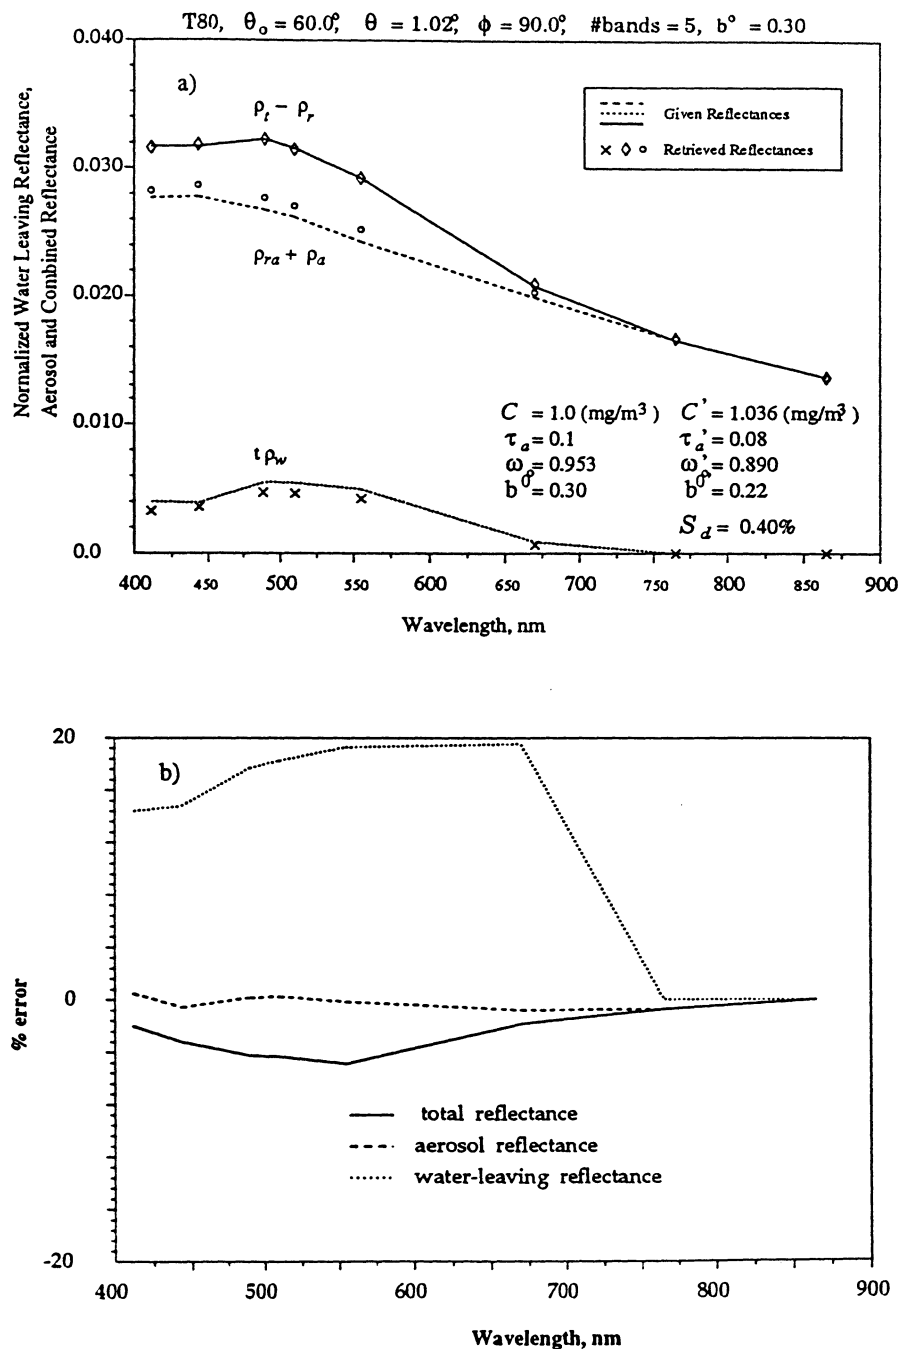 T80, θo = 60.0°, θ = 1.02°, ϕ = 90.0°, #bands = 5, b° = 0.30
a)
ρt − ρr
Given Reflectances
Retrieved Reflectances
ρra + ρa
tρw
C = 1.0 (mg/m3) C' = 1.036 (mg/m3)
τa = 0.1 τa' = 0.08
ω = 0.953 ω' = 0.890
b° = 0.30 b°' = 0.22
Sd = 0.40%
Normalized Water Leaving Reflectance,
Aerosol and Combined Reflectance
0.040
0.030
0.020
0.010
0.0
400 450 500 550 600 650 700 750 800 850 900
Wavelength, nm
b)
20
0
-20
% error
total reflectance
aerosol reflectance
water-leaving reflectance
400 500 600 700 800 900
Wavelength, nm